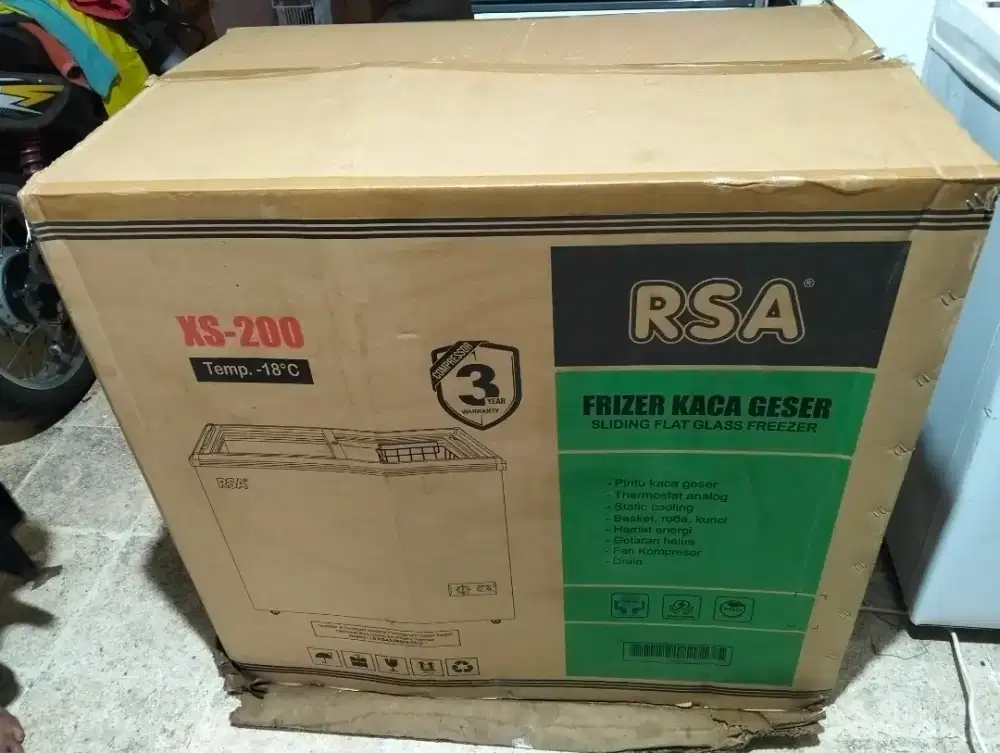 XS-200
Temp. -18°C
COMPRESSOR
3
YEAR
WARRANTY
RSA
RSA®
FRIZER KACA GESER
SLIDING FLAT GLASS FREEZER
- Pintu kaca geser
- Thermostat analog
- Static cooling
- Basket, roda, kunci
- Hemat energi
- Getaran halus
- Fan Kompresor
- Drain